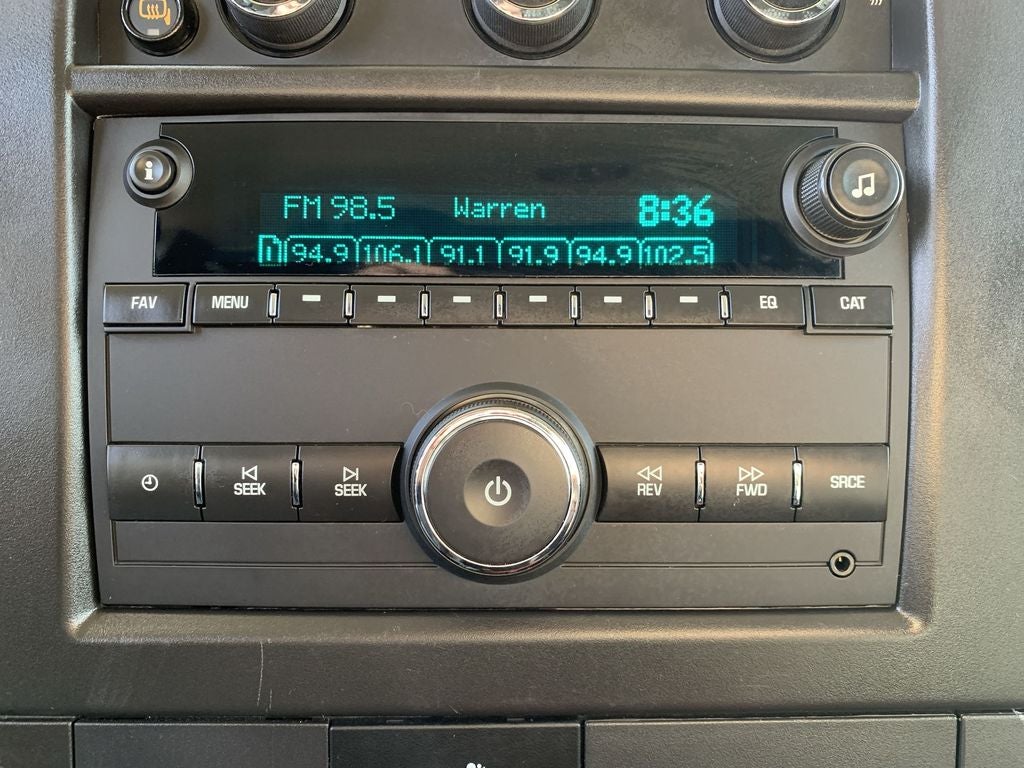 i
FM 98.5 Warren 8:36
1 94.9 106.1 91.1 91.9 94.9 102.5
FAV MENU EQ CAT
SEEK SEEK REV FWD SRCE